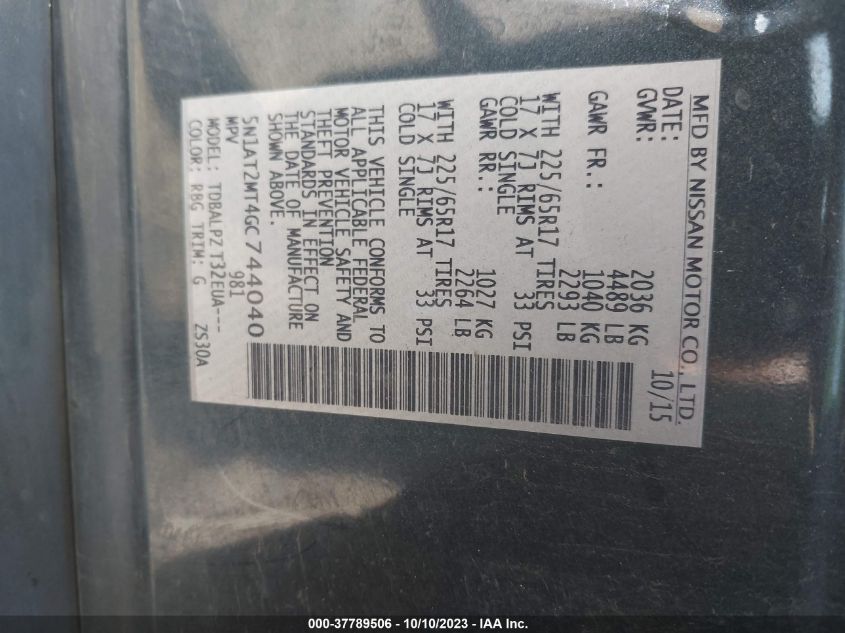 MFD BY NISSAN MOTOR CO., LTD.
DATE: 10/15
GVWR: 2036 KG
4489 LB
GAWR FR.: 1040 KG
2293 LB
WITH 225/65R17 TIRES
17 X 7J RIMS AT 33 PSI
COLD SINGLE
GAWR RR.: 1027 KG
2264 LB
WITH 225/65R17 TIRES
17 X 7J RIMS AT 33 PSI
COLD SINGLE
THIS VEHICLE CONFORMS TO
ALL APPLICABLE FEDERAL
MOTOR VEHICLE SAFETY AND
THEFT PREVENTION
STANDARDS IN EFFECT ON
THE DATE OF MANUFACTURE
SHOWN ABOVE.
5N1AT2MT4GC744040
MPV 981
MODEL: TDBALPZ T32EUA---
COLOR: RBG TRIM: G ZS30A
000-37789506 - 10/10/2023 - IAA Inc.